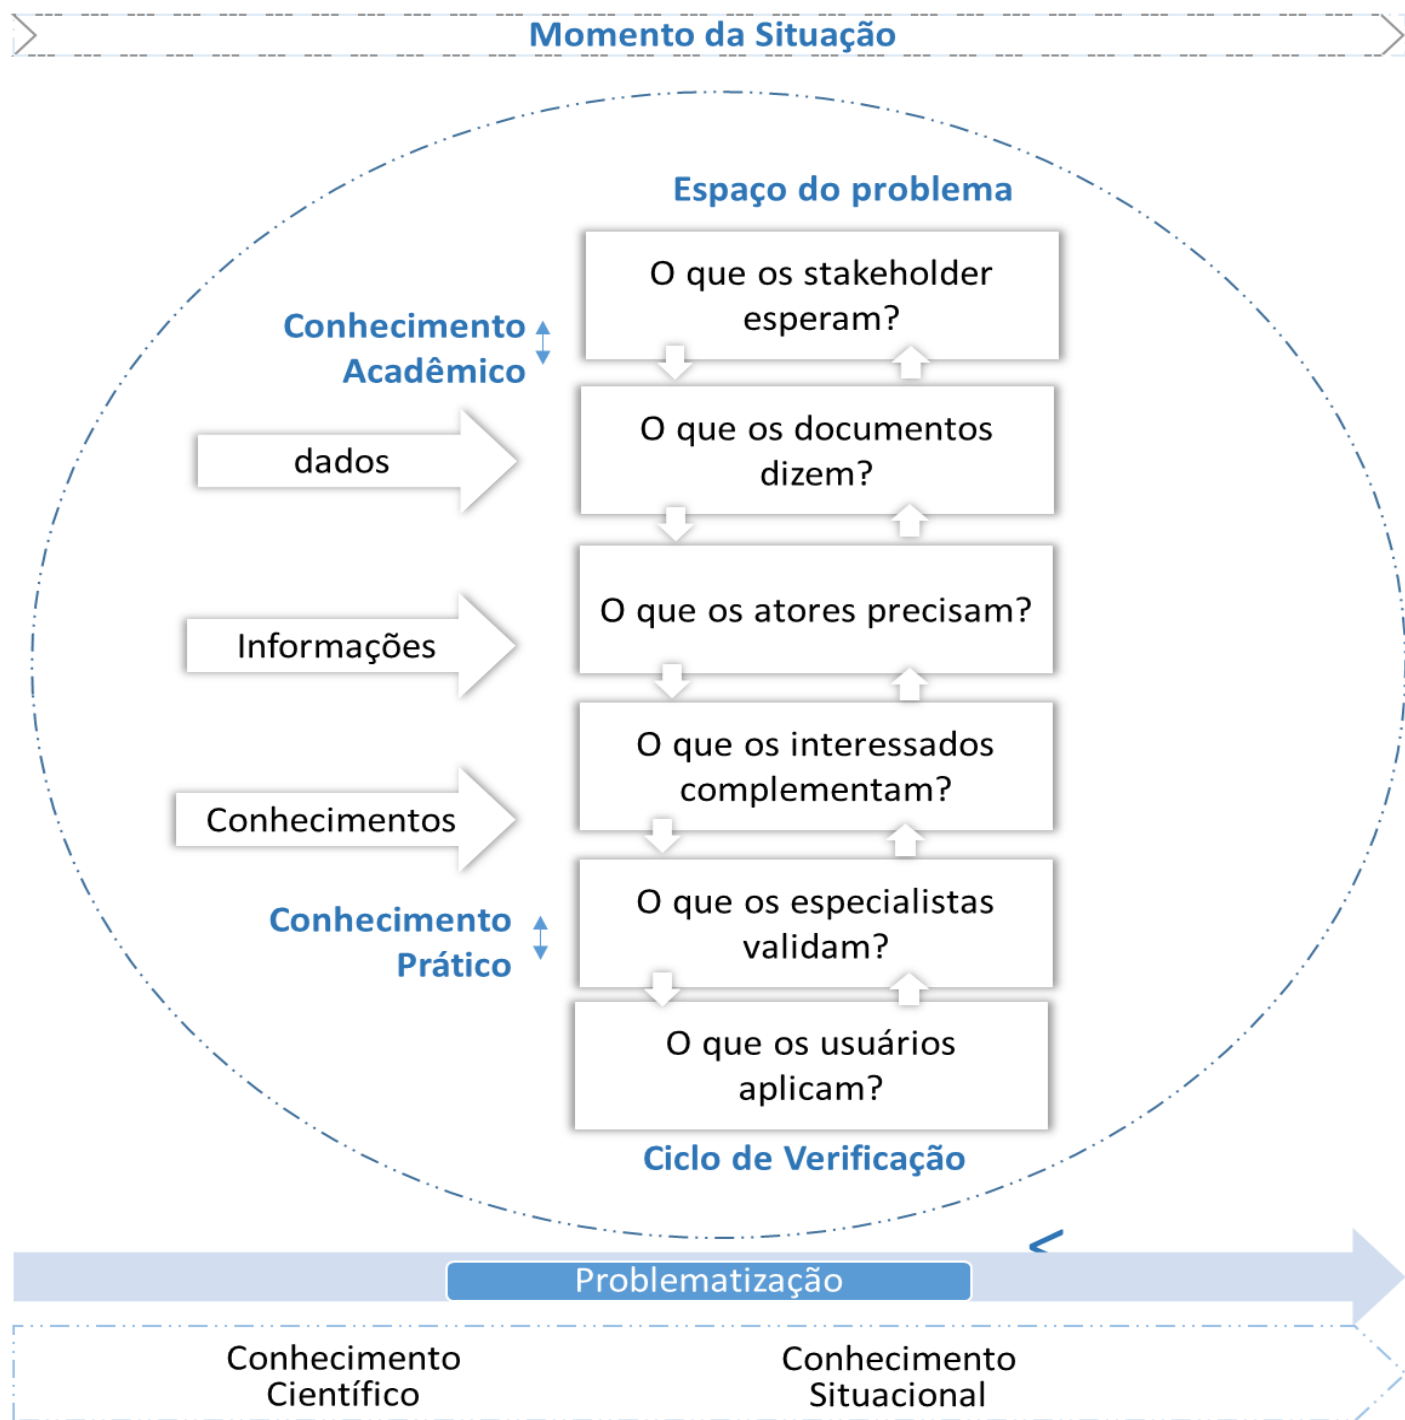 Momento da Situação
Espaço do problema
O que os stakeholder
esperam?
Conhecimento
Acadêmico
O que os documentos
dizem?
dados
O que os atores precisam?
Informações
O que os interessados
complementam?
Conhecimentos
O que os especialistas
validam?
Conhecimento
Prático
O que os usuários
aplicam?
Ciclo de Verificação
<
Problematização
Conhecimento
Científico
Conhecimento
Situacional